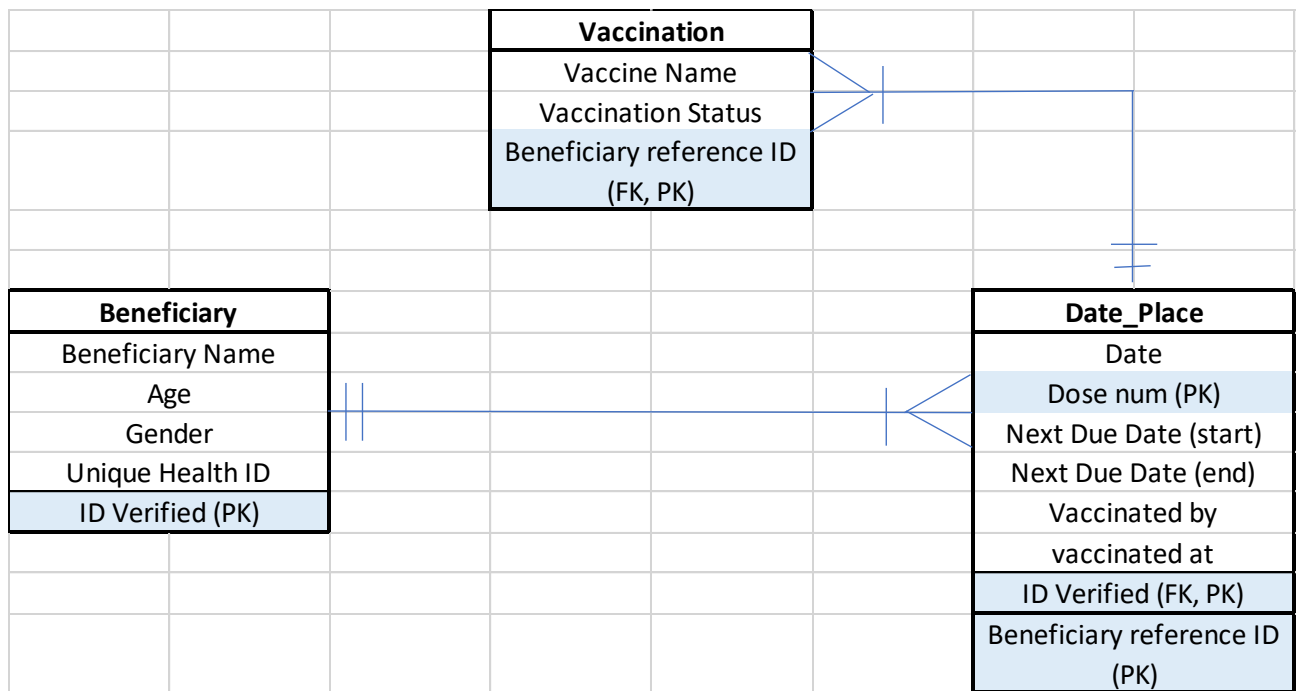 Vaccination
Vaccine Name
Vaccination Status
Beneficiary reference ID
(FK, PK)
Beneficiary
Beneficiary Name
Age
Gender
Unique Health ID
ID Verified (PK)
Date_Place
Date
Dose num (PK)
Next Due Date (start)
Next Due Date (end)
Vaccinated by
vaccinated at
ID Verified (FK, PK)
Beneficiary reference ID
(PK)